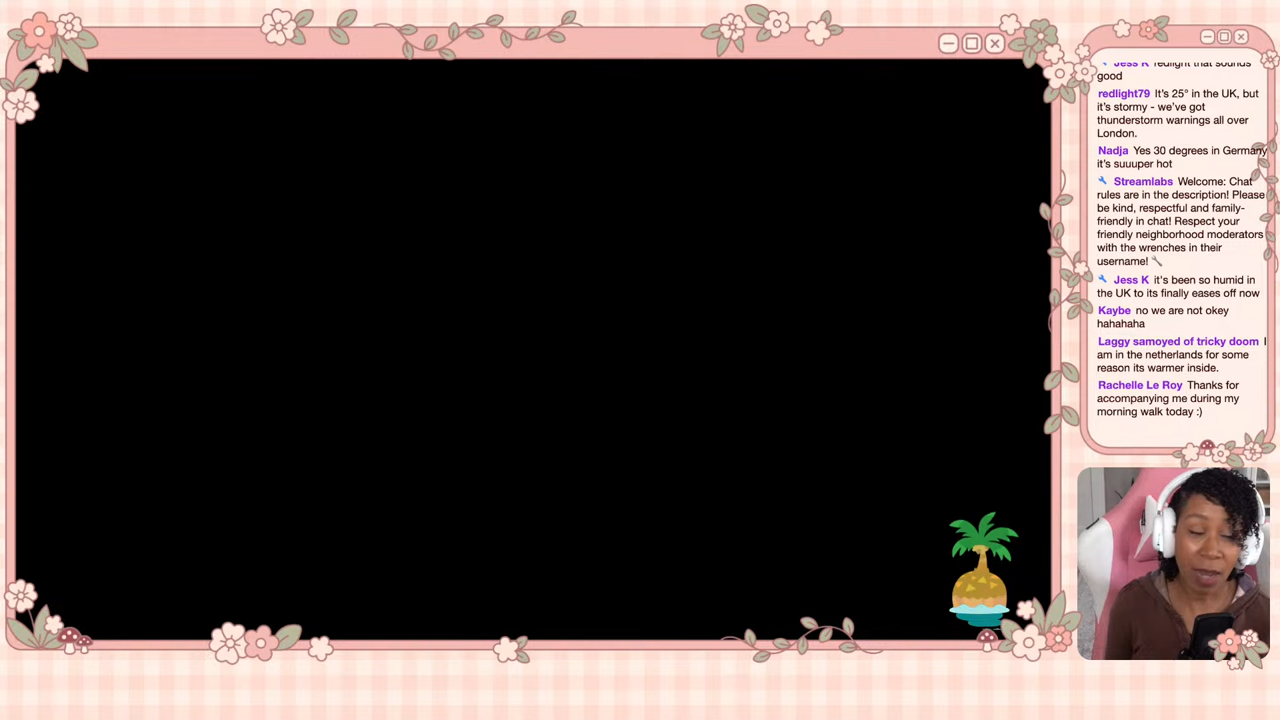 Jess K redlight that sounds
good
redlight79 It's 25° in the UK, but
it's stormy - we've got
thunderstorm warnings all over
London.
Nadja Yes 30 degrees in Germany
it's suuuper hot
Streamlabs Welcome: Chat
rules are in the description! Please
be kind, respectful and family-
friendly in chat! Respect your
friendly neighborhood moderators
with the wrenches in their
username! 🔧
Jess K it's been so humid in
the UK to its finally eases off now
Kaybe no we are not okey
hahahaha
Laggy samoyed of tricky doom I
am in the netherlands for some
reason its warmer inside.
Rachelle Le Roy Thanks for
accompanying me during my
morning walk today :)